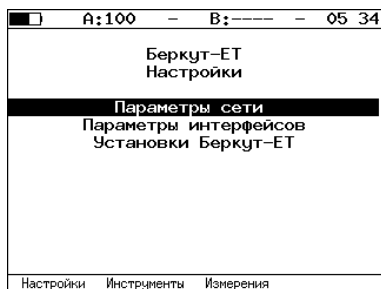 A:100 – B:---- – 05 34
Беркут-ЕТ
Настройки
Параметры сети
Параметры интерфейсов
Установки Беркут-ЕТ
Настройки Инструменты Измерения